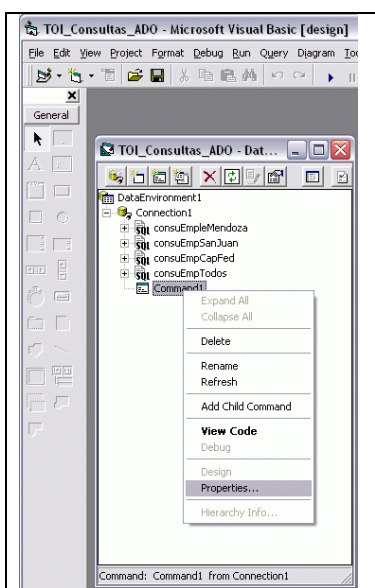 TOI_Consultas_ADO - Microsoft Visual Basic [design]
File Edit View Project Format Debug Run Query Diagram Too
General
TOI_Consultas_ADO - Dat...
DataEnvironment1
Connection1
consuEmpleMendoza
consuEmpSanJuan
consuEmpCapFed
consuEmpTodos
Command1
Expand All
Collapse All
Delete
Rename
Refresh
Add Child Command
View Code
Debug
Design
Properties...
Hierarchy Info...
Command: Command1 from Connection1